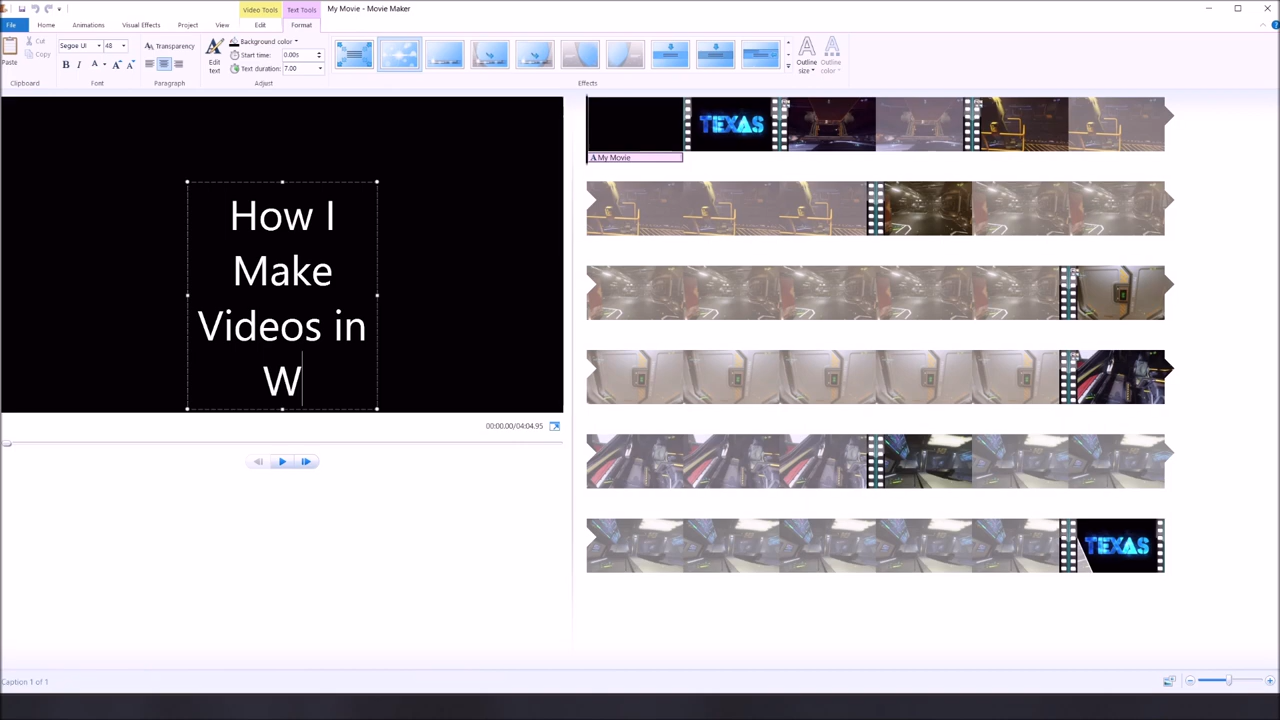 Video Tools
Text Tools
My Movie - Movie Maker
File
Home
Animations
Visual Effects
Project
View
Edit
Format
Paste
Cut
Copy
Clipboard
Segoe UI
48
B I A A A
Font
Transparency
Paragraph
Edit
text
Background color
Start time: 0.00s
Text duration: 7.00
Adjust
Effects
Outline
size
Outline
color
How I
Make
Videos in
W
TEXAS
A My Movie
TEXAS
00:00.00/04:04.95
Caption 1 of 1